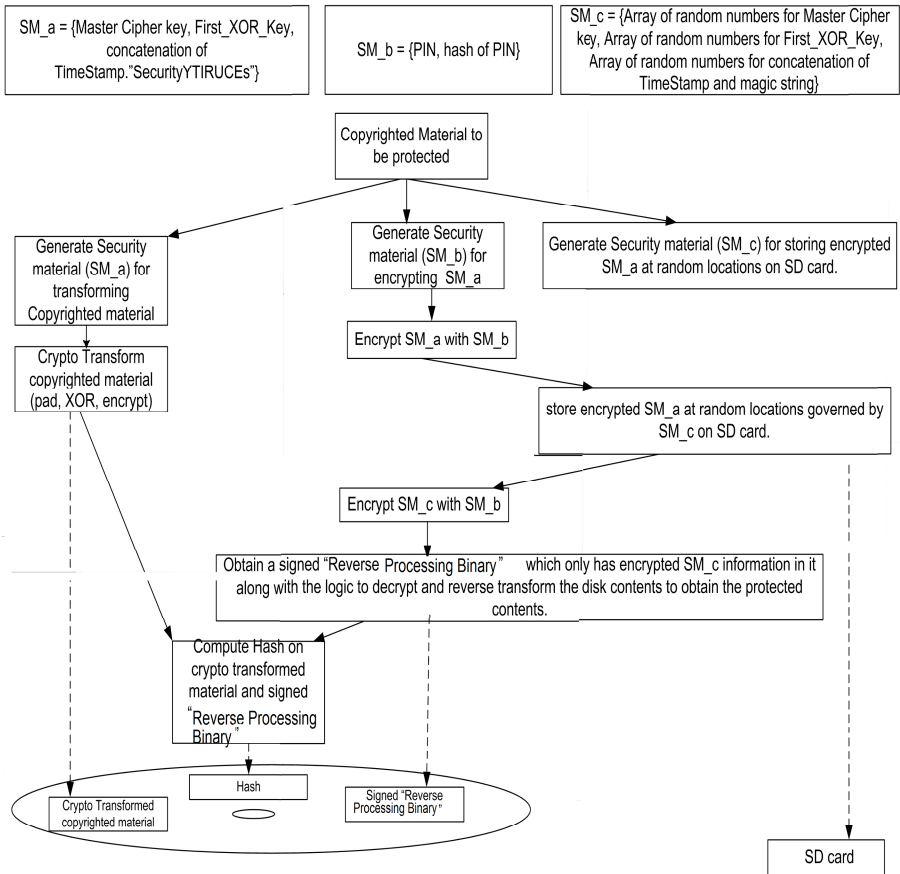 SM_a = {Master Cipher key, First_XOR_Key,
concatenation of
TimeStamp.”SecurityYTIRUCEs”}
SM_b = {PIN, hash of PIN}
SM_c = {Array of random numbers for Master Cipher
key, Array of random numbers for First_XOR_Key,
Array of random numbers for concatenation of
TimeStamp and magic string}
Copyrighted Material to
be protected
Generate Security
material (SM_a) for
transforming
Copyrighted material
Generate Security
material (SM_b) for
encrypting SM_a
Generate Security material (SM_c) for storing encrypted
SM_a at random locations on SD card.
Encrypt SM_a with SM_b
Crypto Transform
copyrighted material
(pad, XOR, encrypt)
store encrypted SM_a at random locations governed by
SM_c on SD card.
Encrypt SM_c with SM_b
Obtain a signed “Reverse Processing Binary” which only has encrypted SM_c information in it
along with the logic to decrypt and reverse transform the disk contents to obtain the protected
contents.
Compute Hash on
crypto transformed
material and signed
“Reverse Processing
Binary”
Hash
Crypto Transformed
copyrighted material
Signed “Reverse
Processing Binary”
SD card